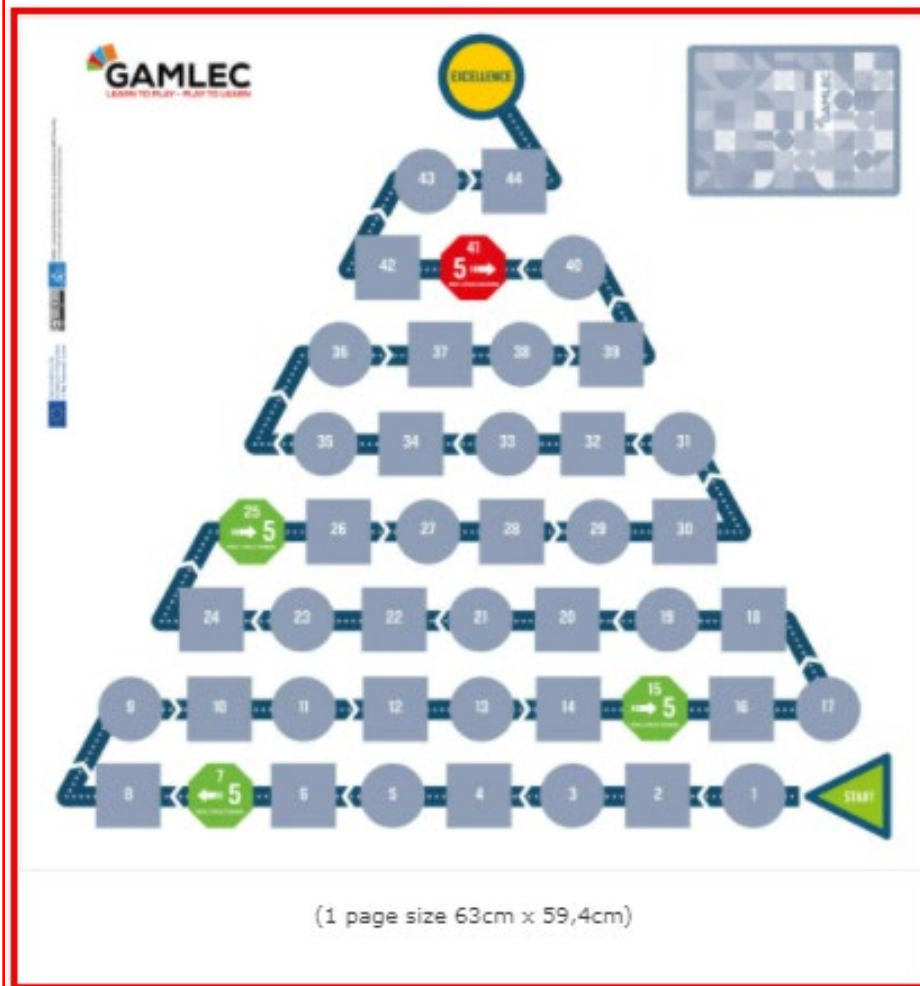 GAMLEC
LEARN TO PLAY - PLAY TO LEARN
EXCELLENCE
GAMLEC
43 44
42 41 5 40
36 37 38 39
35 34 33 32 31
25 5 26 27 28 29 30
24 23 22 21 20 19 18
9 10 11 12 13 14 15 5 16 17
8 7 5 6 5 4 3 2 1 START
(1 page size 63cm x 59,4cm)